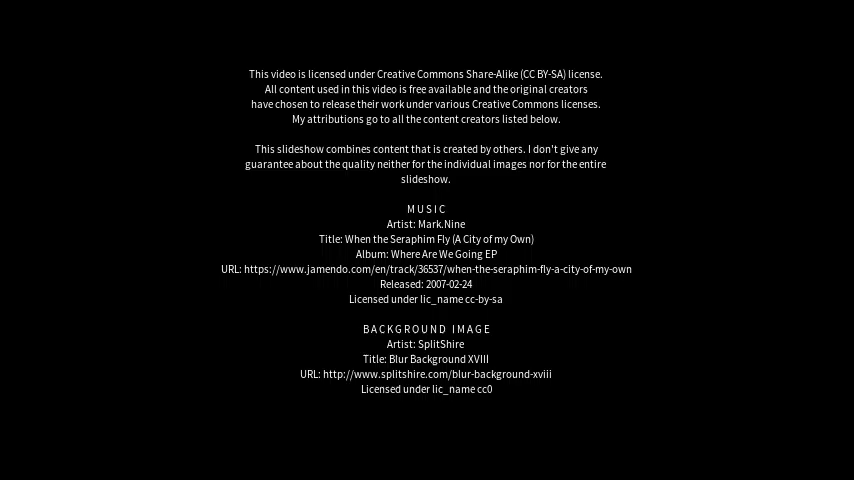 This video is licensed under Creative Commons Share-Alike (CC BY-SA) license.
All content used in this video is free available and the original creators
have chosen to release their work under various Creative Commons licenses.
My attributions go to all the content creators listed below.
This slideshow combines content that is created by others. I don't give any
guarantee about the quality neither for the individual images nor for the entire
slideshow.
MUSIC
Artist: Mark.Nine
Title: When the Seraphim Fly (A City of my Own)
Album: Where Are We Going EP
URL: https://www.jamendo.com/en/track/36537/when-the-seraphim-fly-a-city-of-my-own
Released: 2007-02-24
Licensed under lic_name cc-by-sa
BACKGROUND IMAGE
Artist: SplitShire
Title: Blur Background XVIII
URL: http://www.splitshire.com/blur-background-xviii
Licensed under lic_name cc0